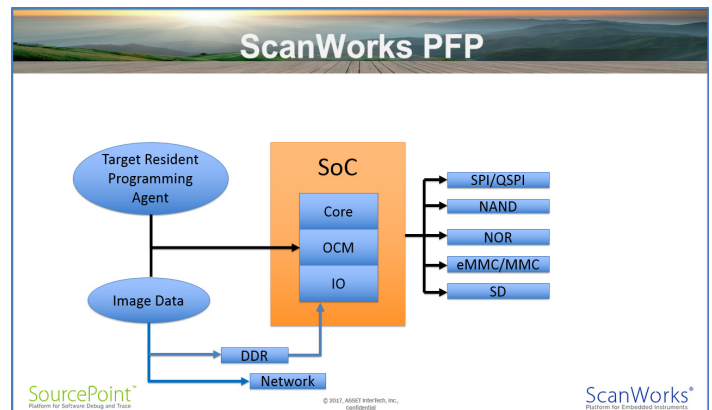 ScanWorks PFP
Target Resident
Programming
Agent
SoC
Core
OCM
IO
SPI/QSPI
NAND
NOR
eMMC/MMC
SD
Image Data
DDR
Network
SourcePoint™
Platform for Software Debug and Trace
© 2017, ASSET InterTech, Inc.,
confidential
ScanWorks®
Platform for Embedded Instruments